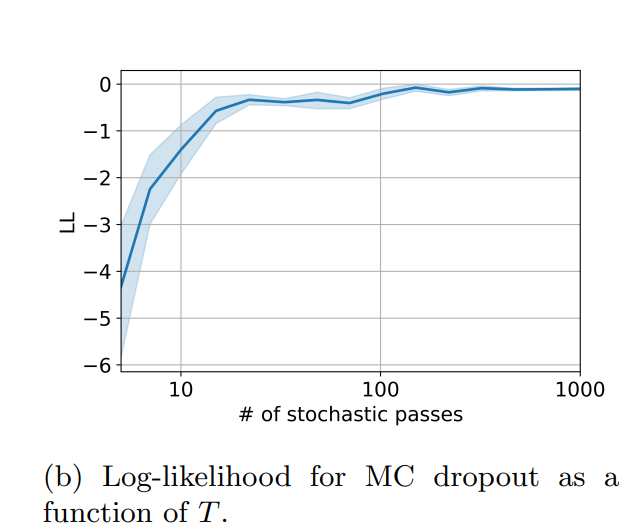 0
−1
−2
−3
−4
−5
−6
LL
10 100 1000
# of stochastic passes
(b) Log-likelihood for MC dropout as a
function of T.